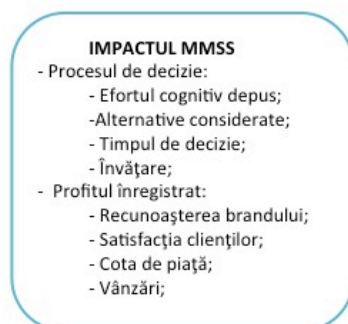 IMPACTUL MMSS
- Procesul de decizie:
- Efortul cognitiv depus;
-Alternative considerate;
- Timpul de decizie;
- Învăţare;
- Profitul înregistrat:
- Recunoaşterea brandului;
- Satisfacţia clienţilor;
- Cota de piaţă;
- Vânzări;